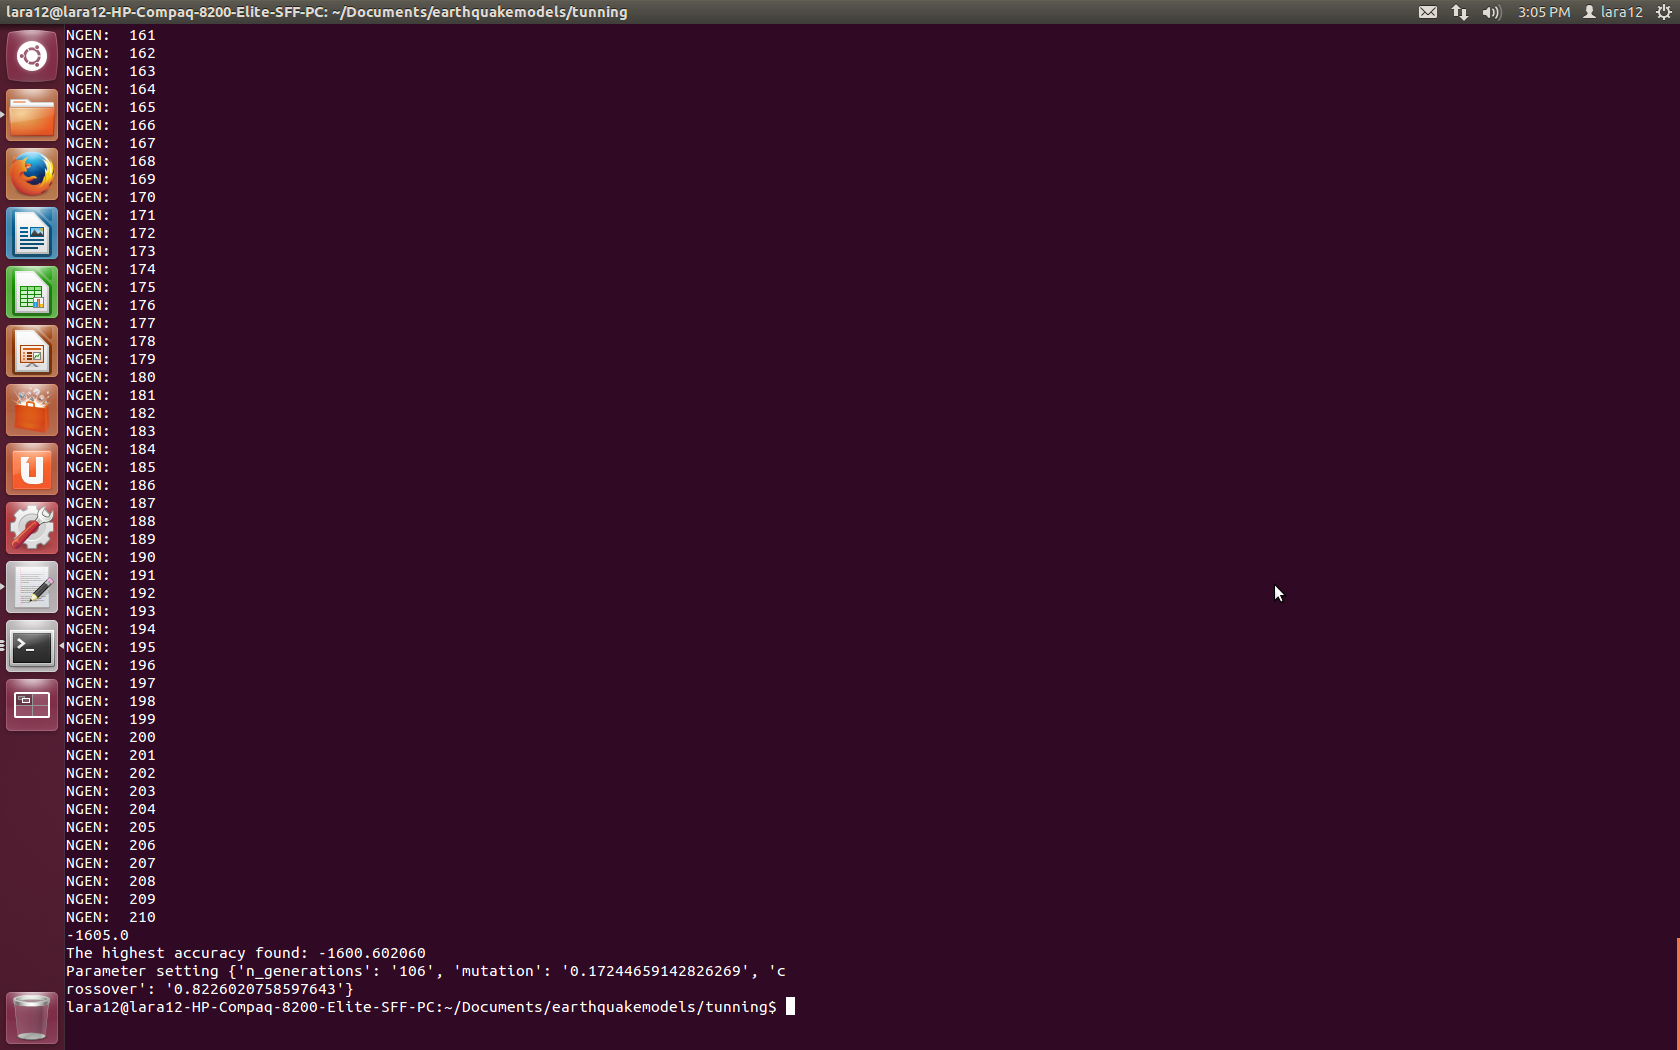 lara12@lara12-HP-Compaq-8200-Elite-SFF-PC: ~/Documents/earthquakemodels/tunning
3:05 PM
lara12
NGEN:  161
NGEN:  162
NGEN:  163
NGEN:  164
NGEN:  165
NGEN:  166
NGEN:  167
NGEN:  168
NGEN:  169
NGEN:  170
NGEN:  171
NGEN:  172
NGEN:  173
NGEN:  174
NGEN:  175
NGEN:  176
NGEN:  177
NGEN:  178
NGEN:  179
NGEN:  180
NGEN:  181
NGEN:  182
NGEN:  183
NGEN:  184
NGEN:  185
NGEN:  186
NGEN:  187
NGEN:  188
NGEN:  189
NGEN:  190
NGEN:  191
NGEN:  192
NGEN:  193
NGEN:  194
NGEN:  195
NGEN:  196
NGEN:  197
NGEN:  198
NGEN:  199
NGEN:  200
NGEN:  201
NGEN:  202
NGEN:  203
NGEN:  204
NGEN:  205
NGEN:  206
NGEN:  207
NGEN:  208
NGEN:  209
NGEN:  210
-1605.0
The highest accuracy found: -1600.602060
Parameter setting {'n_generations': '106', 'mutation': '0.17244659142826269', 'c
rossover': '0.8226020758597643'}
lara12@lara12-HP-Compaq-8200-Elite-SFF-PC:~/Documents/earthquakemodels/tunning$